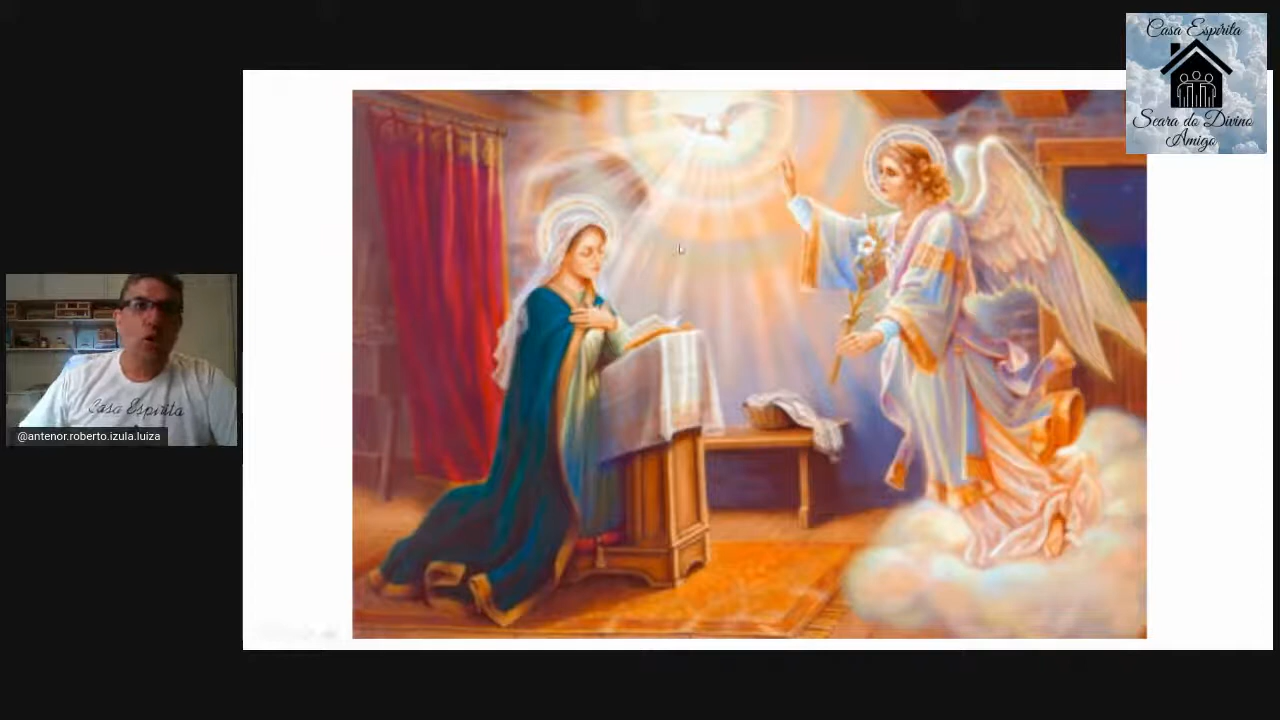 Casa Espírita
Seara do Divino
Amigo
Casa Espírita
@antenor.roberto.izula.luiza